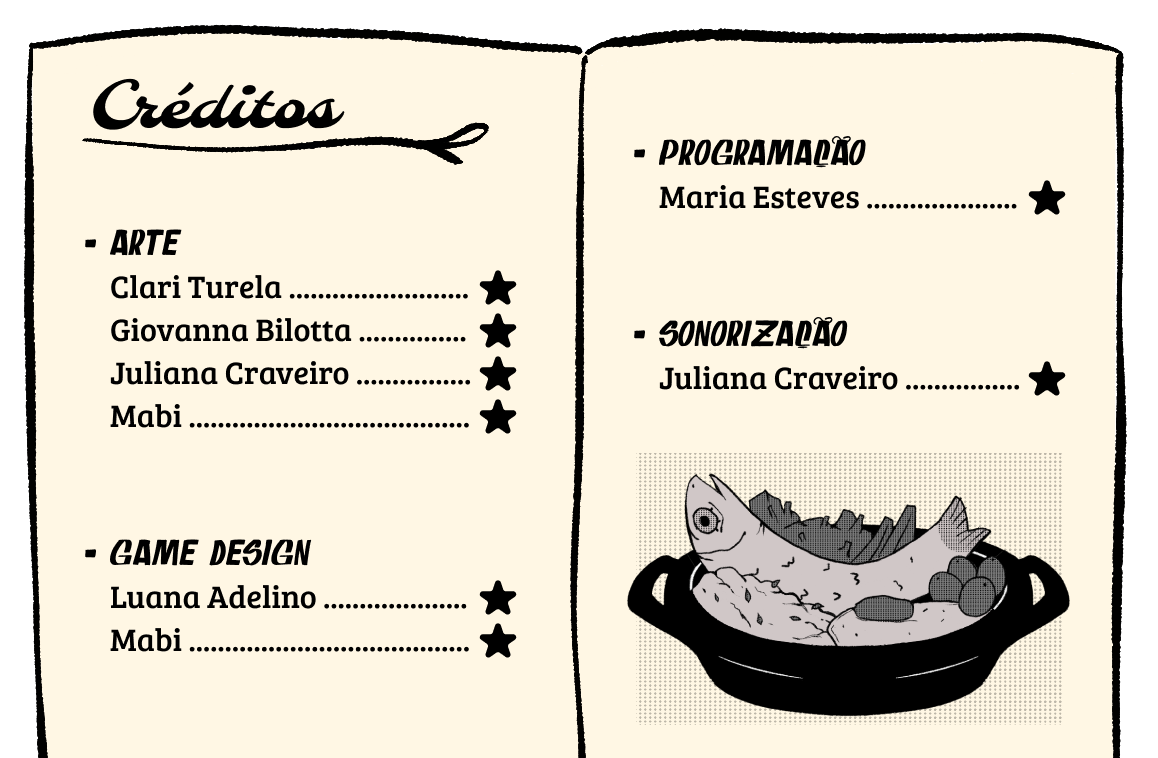 Créditos
- ARTE
Clari Turela ......................... ★
Giovanna Bilotta ............... ★
Juliana Craveiro ................ ★
Mabi ....................................... ★
- GAME DESIGN
Luana Adelino .................... ★
Mabi ....................................... ★
- PROGRAMAÇÃO
Maria Esteves ..................... ★
- SONORIZAÇÃO
Juliana Craveiro ................ ★